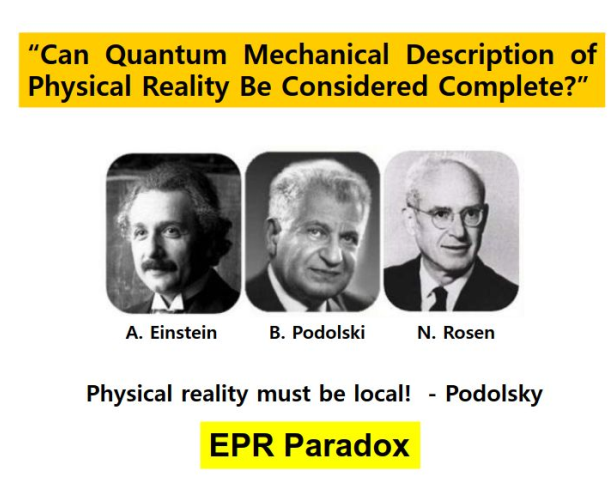 “Can Quantum Mechanical Description of
Physical Reality Be Considered Complete?”
A. Einstein B. Podolski N. Rosen
Physical reality must be local! - Podolsky
EPR Paradox